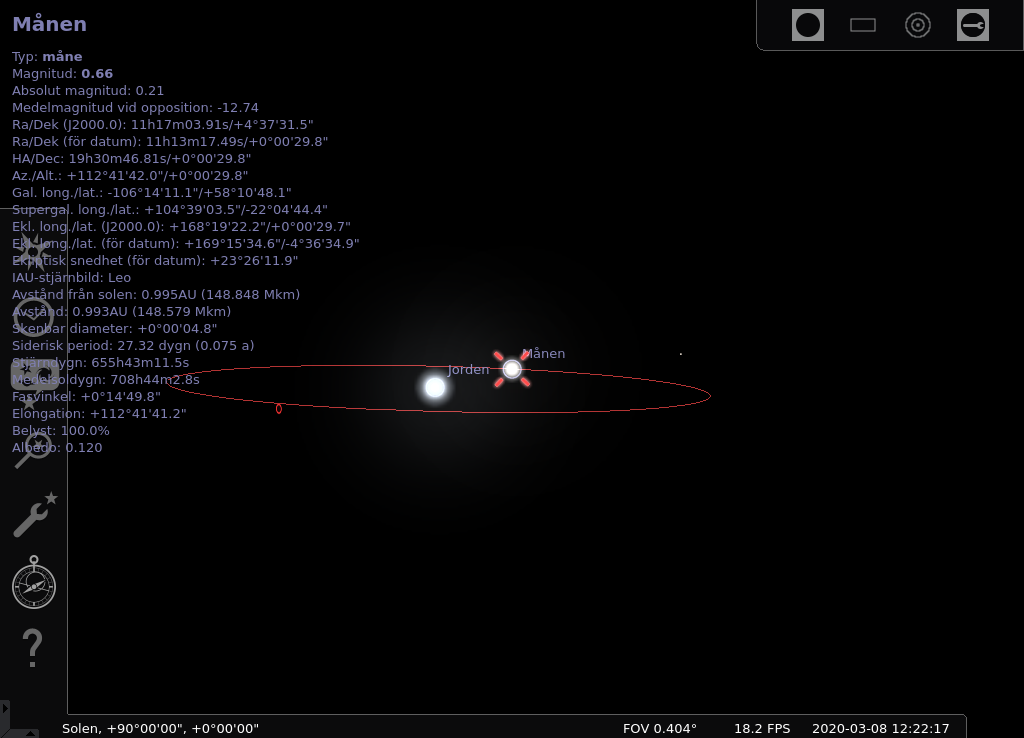 Månen
Typ: måne
Magnitud: 0.66
Absolut magnitud: 0.21
Medelmagnitud vid opposition: -12.74
Ra/Dek (J2000.0): 11h17m03.91s/+4°37'31.5"
Ra/Dek (för datum): 11h13m17.49s/+0°00'29.8"
HA/Dec: 19h30m46.81s/+0°00'29.8"
Az./Alt.: +112°41'42.0"/+0°00'29.8"
Gal. long./lat.: -106°14'11.1"/+58°10'48.1"
Supergal. long./lat.: +104°39'03.5"/-22°04'44.4"
Ekl. long./lat. (J2000.0): +168°19'22.2"/+0°00'29.7"
Ekl. long./lat. (för datum): +169°15'34.6"/-4°36'34.9"
Ekliptisk snedhet (för datum): +23°26'11.9"
IAU-stjärnbild: Leo
Avstånd från solen: 0.995AU (148.848 Mkm)
Avstånd: 0.993AU (148.579 Mkm)
Skenbar diameter: +0°00'04.8"
Siderisk period: 27.32 dygn (0.075 a)
Stjärndygn: 655h43m11.5s
Medelsoldygn: 708h44m2.8s
Fasvinkel: +0°14'49.8"
Elongation: +112°41'41.2"
Belyst: 100.0%
Albedo: 0.120
Månen
Jorden
Solen, +90°00'00", +0°00'00"
FOV 0.404°
18.2 FPS
2020-03-08 12:22:17